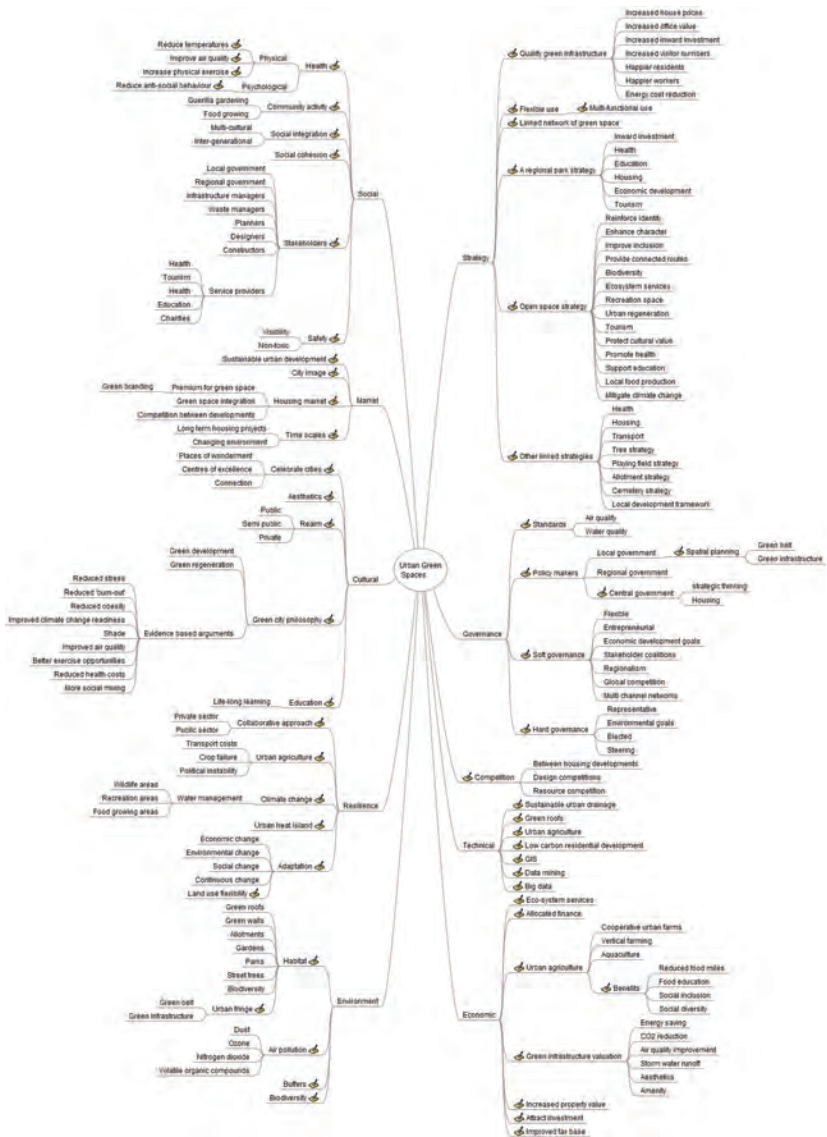 Urban Green
Spaces
Social
Health
Physical
Reduce temperatures
Improve air quality
Increase physical exercise
Psychological
Reduce anti-social behaviour
Community activity
Guerilla gardening
Food growing
Social integration
Multi-cultural
Inter-generational
Social cohesion
Stakeholders
Local government
Regional government
Infrastructure managers
Waste managers
Planners
Designers
Constructors
Service providers
Health
Tourism
Health
Education
Charities
Safety
Visibility
Non-toxic
Market
Sustainable urban development
City image
Housing market
Premium for green space
Green branding
Green space integration
Competition between developments
Time scales
Long term housing projects
Changing environment
Cultural
Celebrate cities
Places of wonderment
Centres of excellence
Connection
Aesthetics
Realm
Public
Semi public
Private
Green city philosophy
Green development
Green regeneration
Evidence based arguments
Reduced stress
Reduced 'burn-out'
Reduced obesity
Improved climate change readiness
Shade
Improved air quality
Better exercise opportunities
Reduced health costs
More social mixing
Education
Life-long learning
Resilience
Collaborative approach
Private sector
Public sector
Urban agriculture
Transport costs
Crop failure
Political instability
Climate change
Water management
Wildlife areas
Recreation areas
Food growing areas
Urban heat island
Adaptation
Economic change
Environmental change
Social change
Continuous change
Land use flexibility
Environment
Habitat
Green roofs
Green walls
Allotments
Gardens
Parks
Street trees
Biodiversity
Urban fringe
Green belt
Green infrastructure
Air pollution
Dust
Ozone
Nitrogen dioxide
Volatile organic compounds
Buffers
Biodiversity
Strategy
Quality green infrastructure
Increased house prices
Increased office value
Increased inward investment
Increased visitor numbers
Happier residents
Happier workers
Energy cost reduction
Flexible use
Multi-functional use
Linked network of green space
A regional park strategy
Inward investment
Health
Education
Housing
Economic development
Tourism
Open space strategy
Reinforce identity
Enhance character
Improve inclusion
Provide connected routes
Biodiversity
Ecosystem services
Recreation space
Urban regeneration
Tourism
Protect cultural value
Promote health
Support education
Local food production
Mitigate climate change
Other linked strategies
Health
Housing
Transport
Tree strategy
Playing field strategy
Allotment strategy
Cemetery strategy
Local development framework
Governance
Standards
Air quality
Water quality
Policy makers
Local government
Spatial planning
Green belt
Green infrastructure
Regional government
Central government
strategic thinking
Housing
Soft governance
Flexible
Entrepreneurial
Economic development goals
Stakeholder coalitions
Regionalism
Global competition
Multi channel networks
Hard governance
Representative
Environmental goals
Elected
Steering
Competition
Between housing developments
Design competitions
Resource competition
Technical
Sustainable urban drainage
Green roofs
Urban agriculture
Low carbon residential development
GIS
Data mining
Big data
Economic
Eco-system services
Allocated finance
Urban agriculture
Cooperative urban farms
Vertical farming
Aquaculture
Benefits
Reduced food miles
Food education
Social inclusion
Social diversity
Green infrastructure valuation
Energy saving
CO2 reduction
Air quality improvement
Storm water runoff
Aesthetics
Amenity
Increased property value
Attract investment
Improved tax base